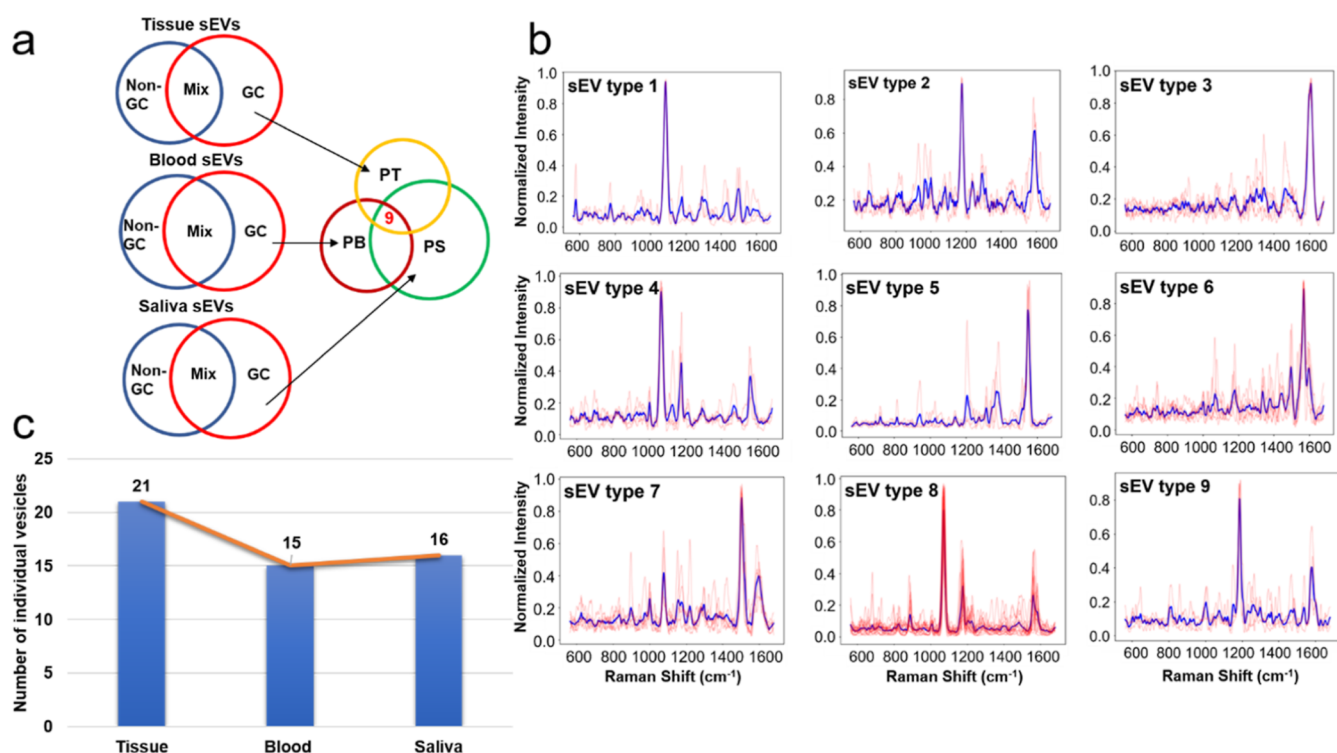 a
Tissue sEVs
Non-
GC
Mix
GC
Blood sEVs
Non-
GC
Mix
GC
Saliva sEVs
Non-
GC
Mix
GC
PT
9
PB
PS
b
sEV type 1
Normalized Intensity
1.0
0.8
0.6
0.4
0.2
0.0
600 800 1000 1200 1400 1600
sEV type 2
0.8
0.6
0.4
0.2
600 800 1000 1200 1400 1600
sEV type 3
1.0
0.8
0.6
0.4
0.2
0.0
600 800 1000 1200 1400 1600
sEV type 4
Normalized Intensity
1.0
0.8
0.6
0.4
0.2
0.0
600 800 1000 1200 1400 1600
sEV type 5
1.0
0.8
0.6
0.4
0.2
0.0
600 800 1000 1200 1400 1600
sEV type 6
1.0
0.8
0.6
0.4
0.2
0.0
600 800 1000 1200 1400 1600
sEV type 7
Normalized Intensity
1.0
0.8
0.6
0.4
0.2
0.0
600 800 1000 1200 1400 1600
Raman Shift (cm⁻¹)
sEV type 8
1.0
0.8
0.6
0.4
0.2
0.0
600 800 1000 1200 1400 1600
Raman Shift (cm⁻¹)
sEV type 9
1.0
0.8
0.6
0.4
0.2
0.0
600 800 1000 1200 1400 1600
Raman Shift (cm⁻¹)
c
Number of individual vesicles
25
20
15
10
5
0
21
15
16
Tissue Blood Saliva